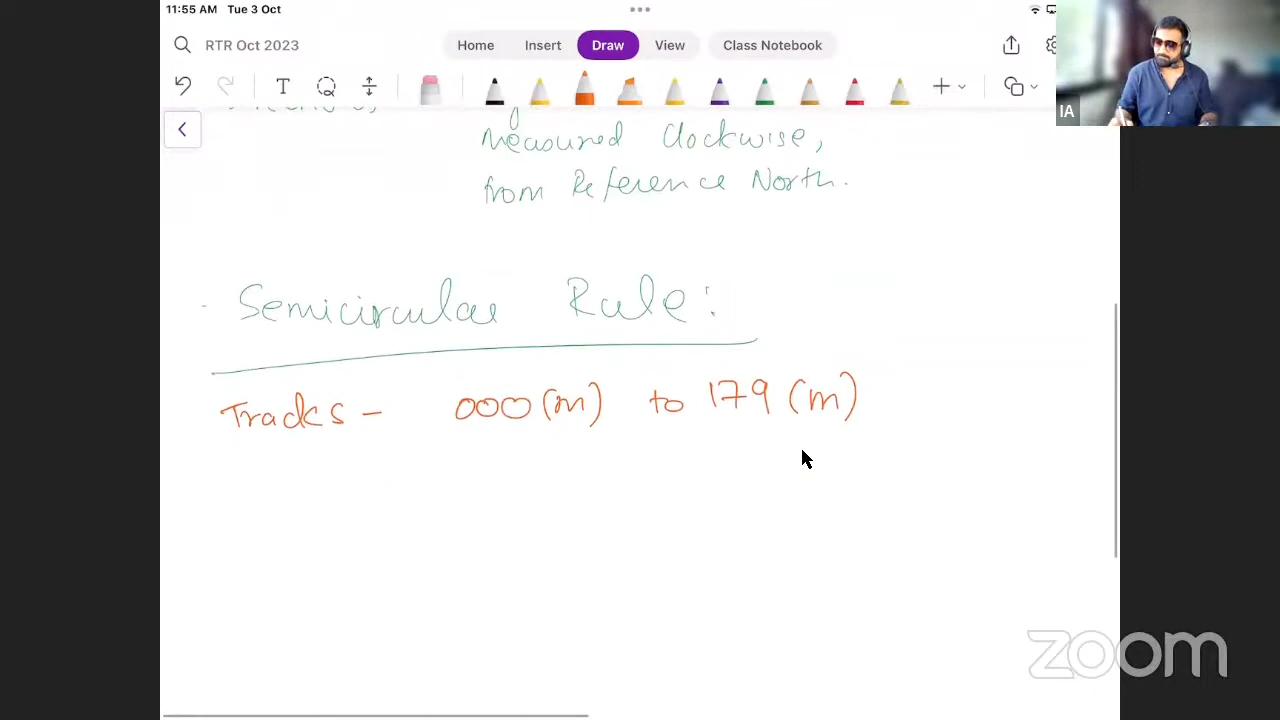 11:55 AM Tue 3 Oct
RTR Oct 2023
Home Insert Draw View Class Notebook
IA
measured Clockwise,
from Reference North.
Semicircular Rule:
Tracks - 000 (m) to 179 (m)
zoom